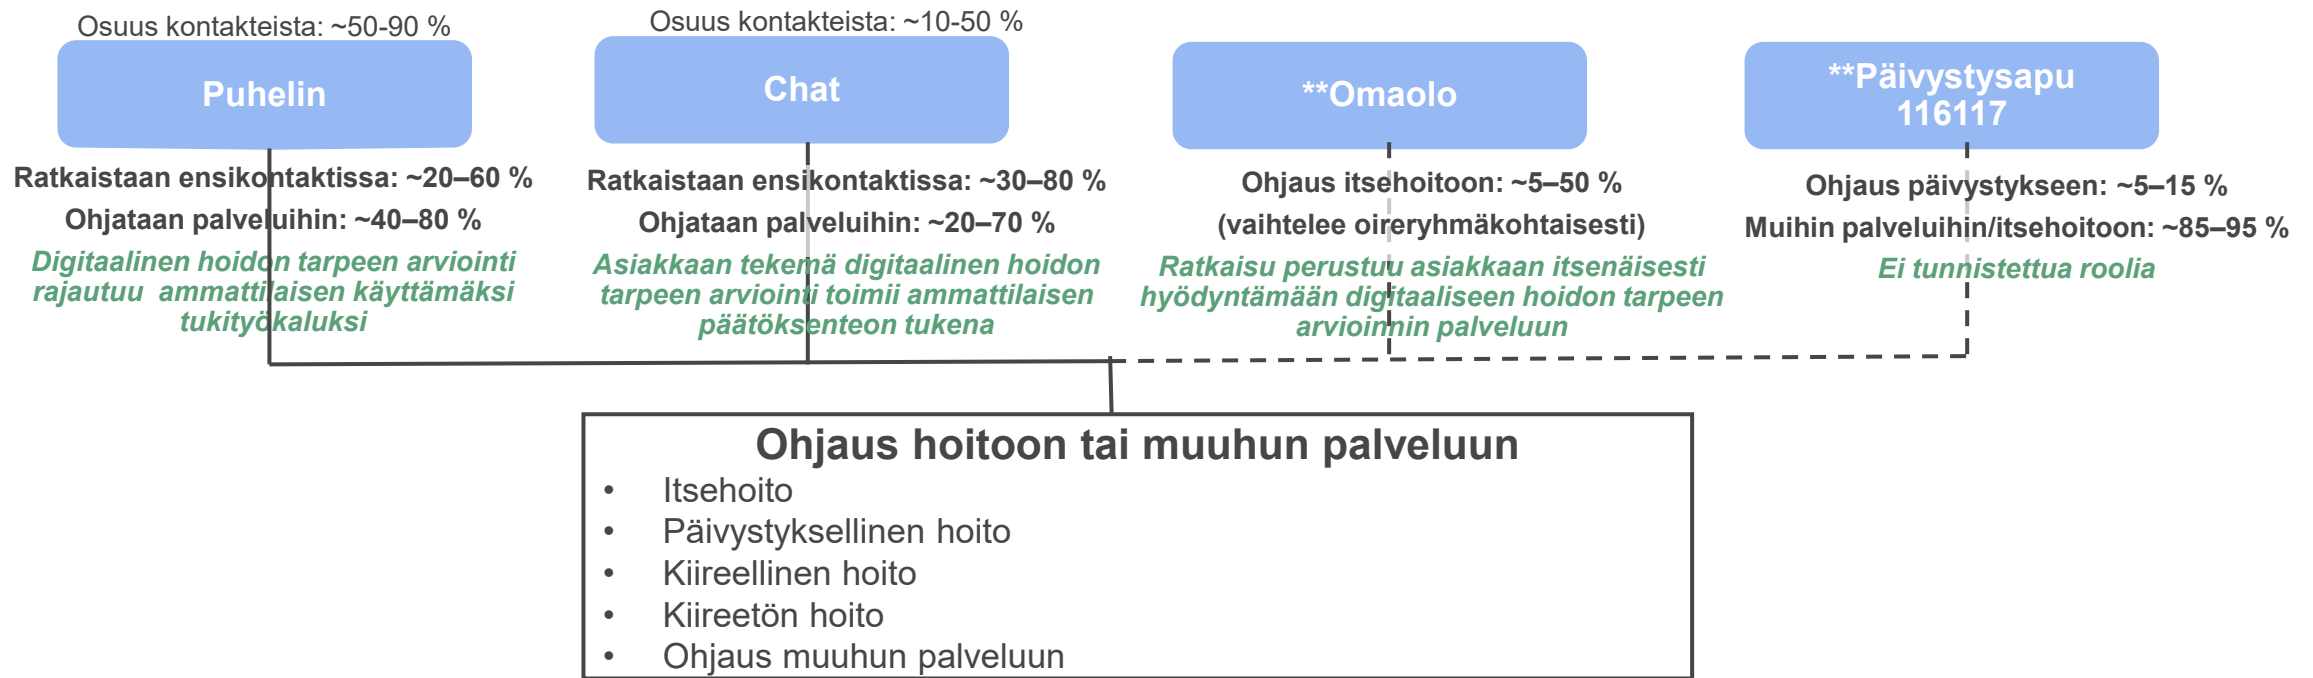 Osuus kontakteista: ~50-90 %
Puhelin
Ratkaistaan ensikontaktissa: ~20–60 %
Ohjataan palveluihin: ~40–80 %
Digitaalinen hoidon tarpeen arviointi
rajautuu ammattilaisen käyttämäksi
tukityökaluksi
Osuus kontakteista: ~10-50 %
Chat
Ratkaistaan ensikontaktissa: ~30–80 %
Ohjataan palveluihin: ~20–70 %
Asiakkaan tekemä digitaalinen hoidon
tarpeen arviointi toimii ammattilaisen
päätöksenteon tukena
**Omaolo
Ohjaus itsehoitoon: ~5–50 %
(vaihtelee oireryhmäkohtaisesti)
Ratkaisu perustuu asiakkaan itsenäisesti
hyödyntämään digitaaliseen hoidon tarpeen
arvioinnin palveluun
**Päivystysapu
116117
Ohjaus päivystykseen: ~5–15 %
Muihin palveluihin/itsehoitoon: ~85–95 %
Ei tunnistettua roolia
Ohjaus hoitoon tai muuhun palveluun
• Itsehoito
• Päivystyksellinen hoito
• Kiireellinen hoito
• Kiireetön hoito
• Ohjaus muuhun palveluun